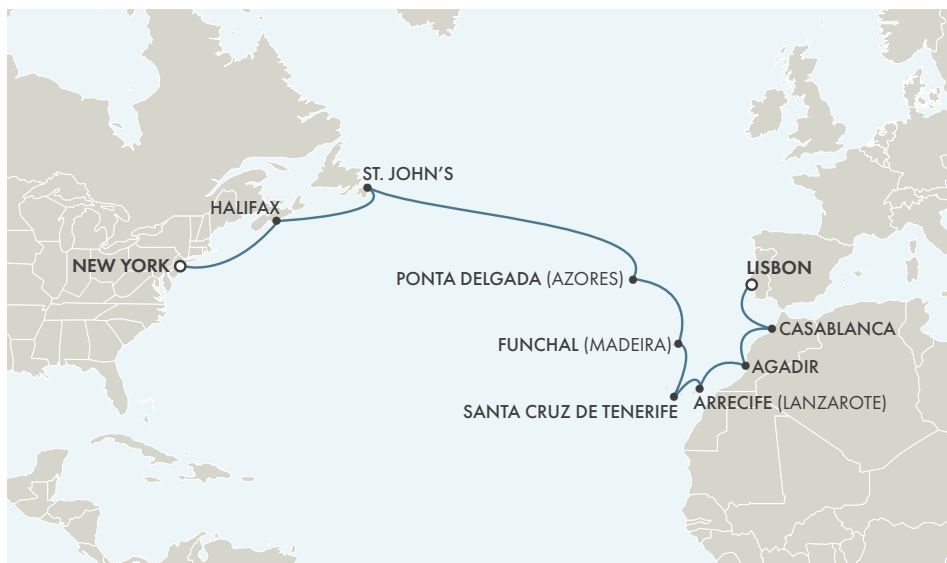 ST. JOHN'S
HALIFAX
NEW YORK
LISBON
PONTA DELGADA (AZORES)
CASABLANCA
FUNCHAL (MADEIRA)
AGADIR
ARRECIFE (LANZAROTE)
SANTA CRUZ DE TENERIFE